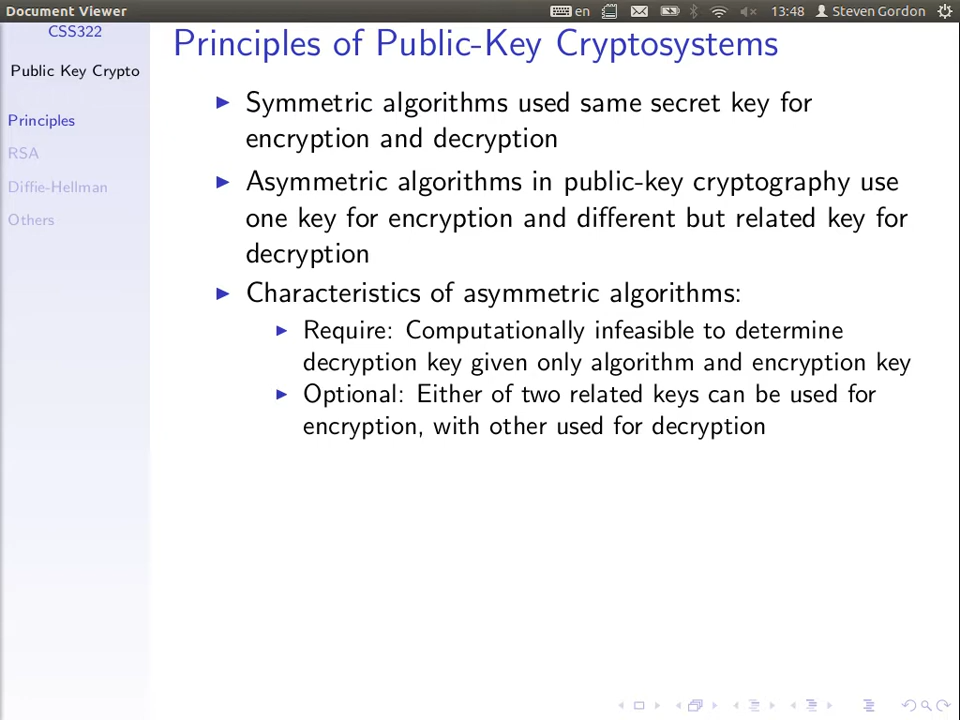 Document Viewer
en
13:48
Steven Gordon
CSS322
Public Key Crypto
Principles
RSA
Diffie-Hellman
Others
Principles of Public-Key Cryptosystems
Symmetric algorithms used same secret key for
encryption and decryption
Asymmetric algorithms in public-key cryptography use
one key for encryption and different but related key for
decryption
Characteristics of asymmetric algorithms:
Require: Computationally infeasible to determine
decryption key given only algorithm and encryption key
Optional: Either of two related keys can be used for
encryption, with other used for decryption